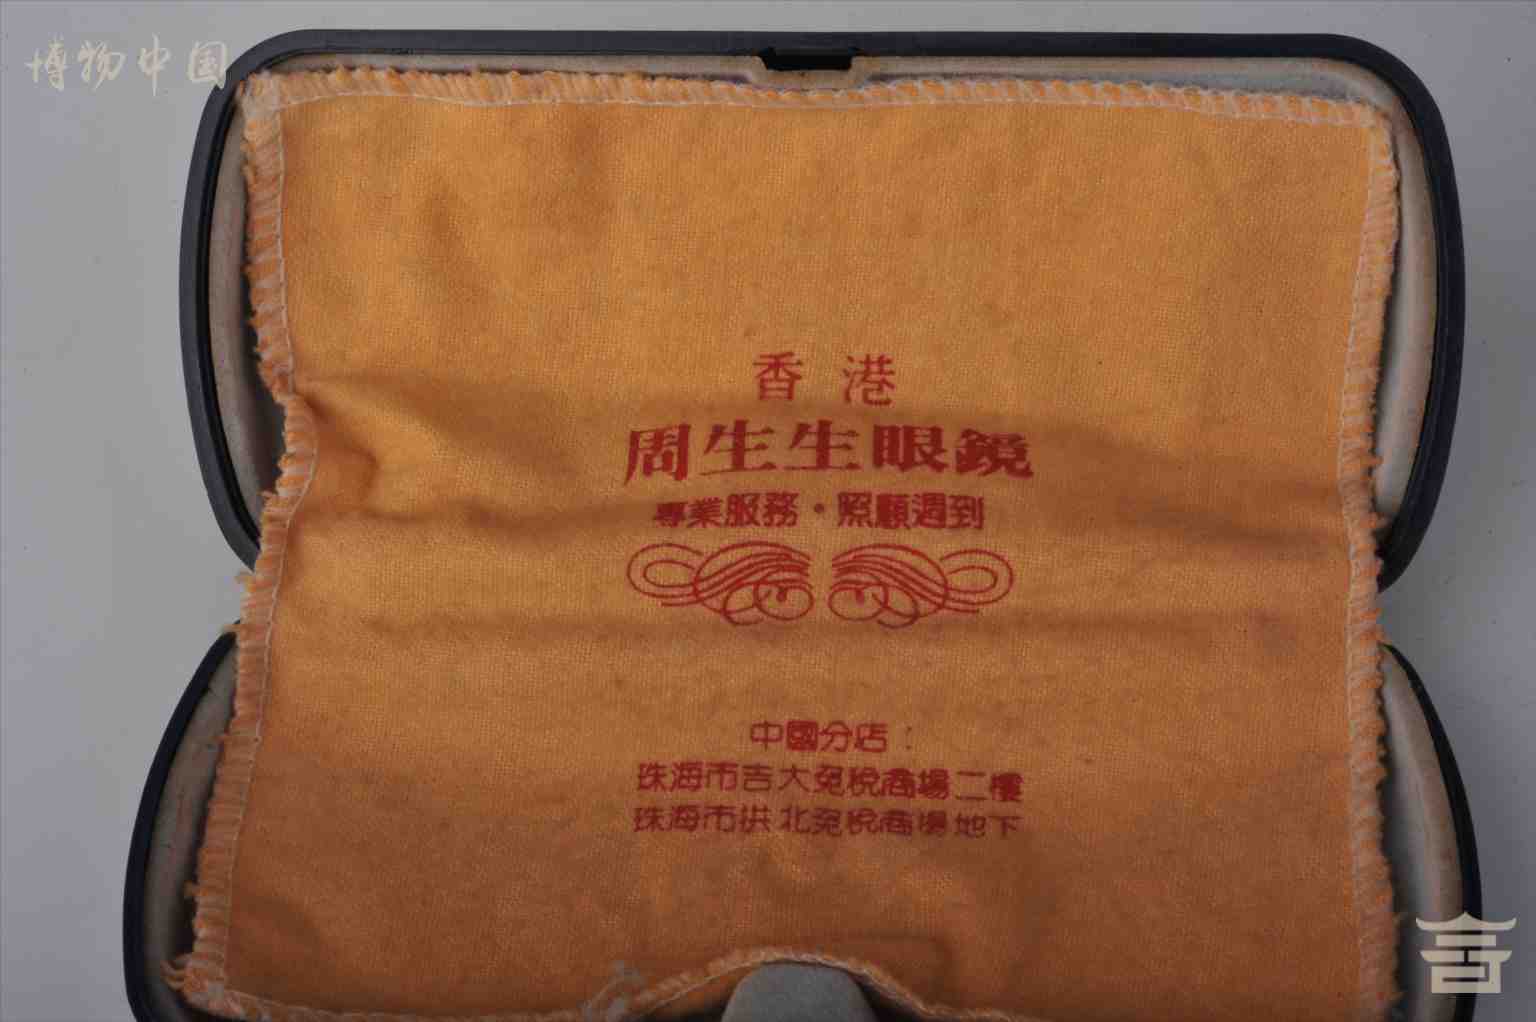 博物中国
香港
周生生眼鏡
專業服務・照顧週到
中國分店：
珠海市吉大免稅商場二樓
珠海市拱北免稅商場地下